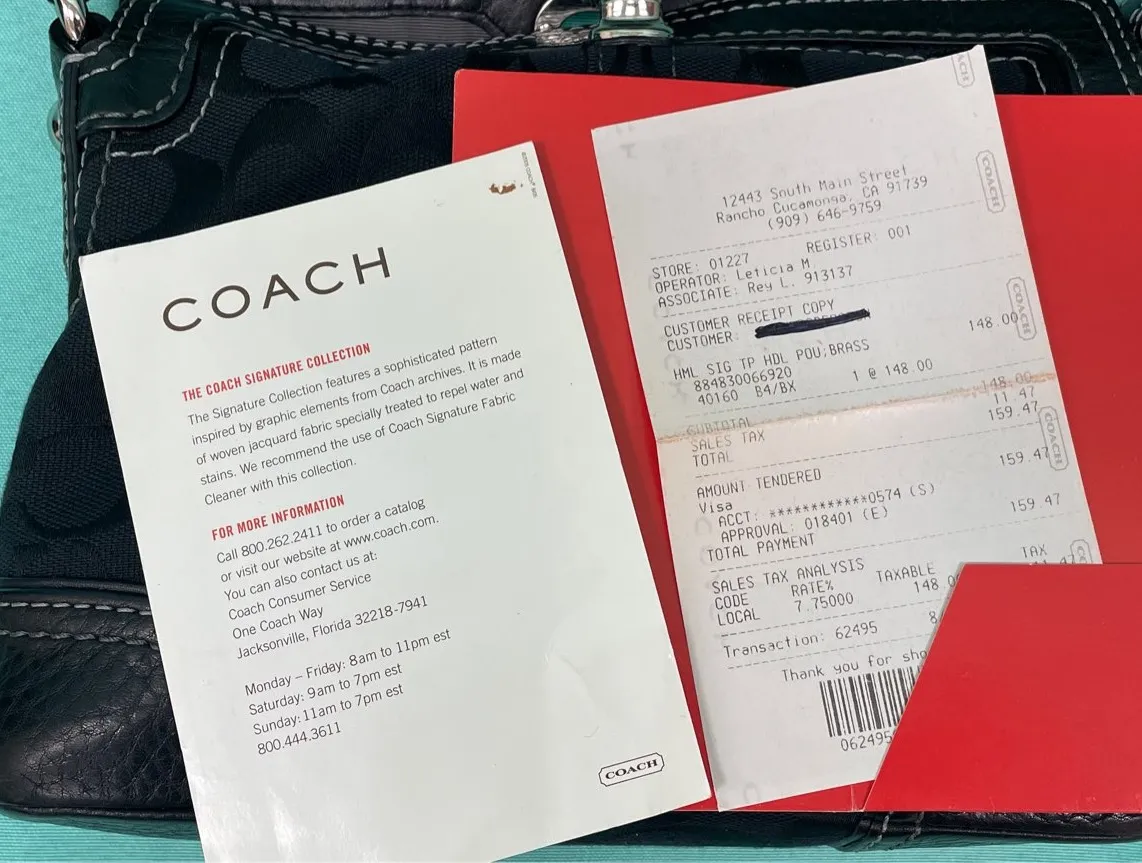 COACH
THE COACH SIGNATURE COLLECTION
The Signature Collection features a sophisticated pattern
inspired by graphic elements from Coach archives. It is made
of woven jacquard fabric specially treated to repel water and
stains. We recommend the use of Coach Signature Fabric
Cleaner with this collection.
FOR MORE INFORMATION
Call 800.262.2411 to order a catalog
or visit our website at www.coach.com.
You can also contact us at:
Coach Consumer Service
One Coach Way
Jacksonville, Florida 32218-7941
Monday – Friday: 8am to 11pm est
Saturday: 9am to 7pm est
Sunday: 11am to 7pm est
800.444.3611
COACH
12443 South Main Street
Rancho Cucamonga, CA 91739
(909) 646-9759
STORE: 01227 REGISTER: 001
OPERATOR: Leticia M.
ASSOCIATE: Rey L. 913137
CUSTOMER RECEIPT COPY
CUSTOMER:
HML SIG TP HDL POU;BRASS 148.00
884830066920
40160 B4/BX 1 @ 148.00
SUBTOTAL 148.00
SALES TAX 11.47
TOTAL 159.47
AMOUNT TENDERED
Visa 159.47
ACCT: ************0574 (S)
APPROVAL: 018401 (E)
TOTAL PAYMENT 159.47
SALES TAX ANALYSIS
CODE RATE% TAXABLE TAX
LOCAL 7.75000 148.
Transaction: 62495 8
Thank you for sho
062495
COACH
COACH
COACH
COACH